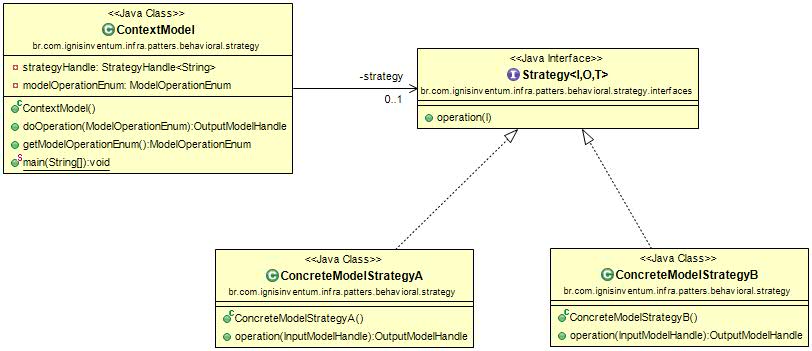 <<Java Class>>
ContextModel
br.com.ignisinventum.infra.patters.behavioral.strategy
strategyHandle: StrategyHandle<String>
modelOperationEnum: ModelOperationEnum
ContextModel()
doOperation(ModelOperationEnum):OutputModelHandle
getModelOperationEnum():ModelOperationEnum
main(String[]):void
-strategy
0..1
<<Java Interface>>
Strategy<I,O,T>
br.com.ignisinventum.infra.patters.behavioral.strategy.interfaces
operation(I)
<<Java Class>>
ConcreteModelStrategyA
br.com.ignisinventum.infra.patters.behavioral.strategy
ConcreteModelStrategyA()
operation(InputModelHandle):OutputModelHandle
<<Java Class>>
ConcreteModelStrategyB
br.com.ignisinventum.infra.patters.behavioral.strategy
ConcreteModelStrategyB()
operation(InputModelHandle):OutputModelHandle